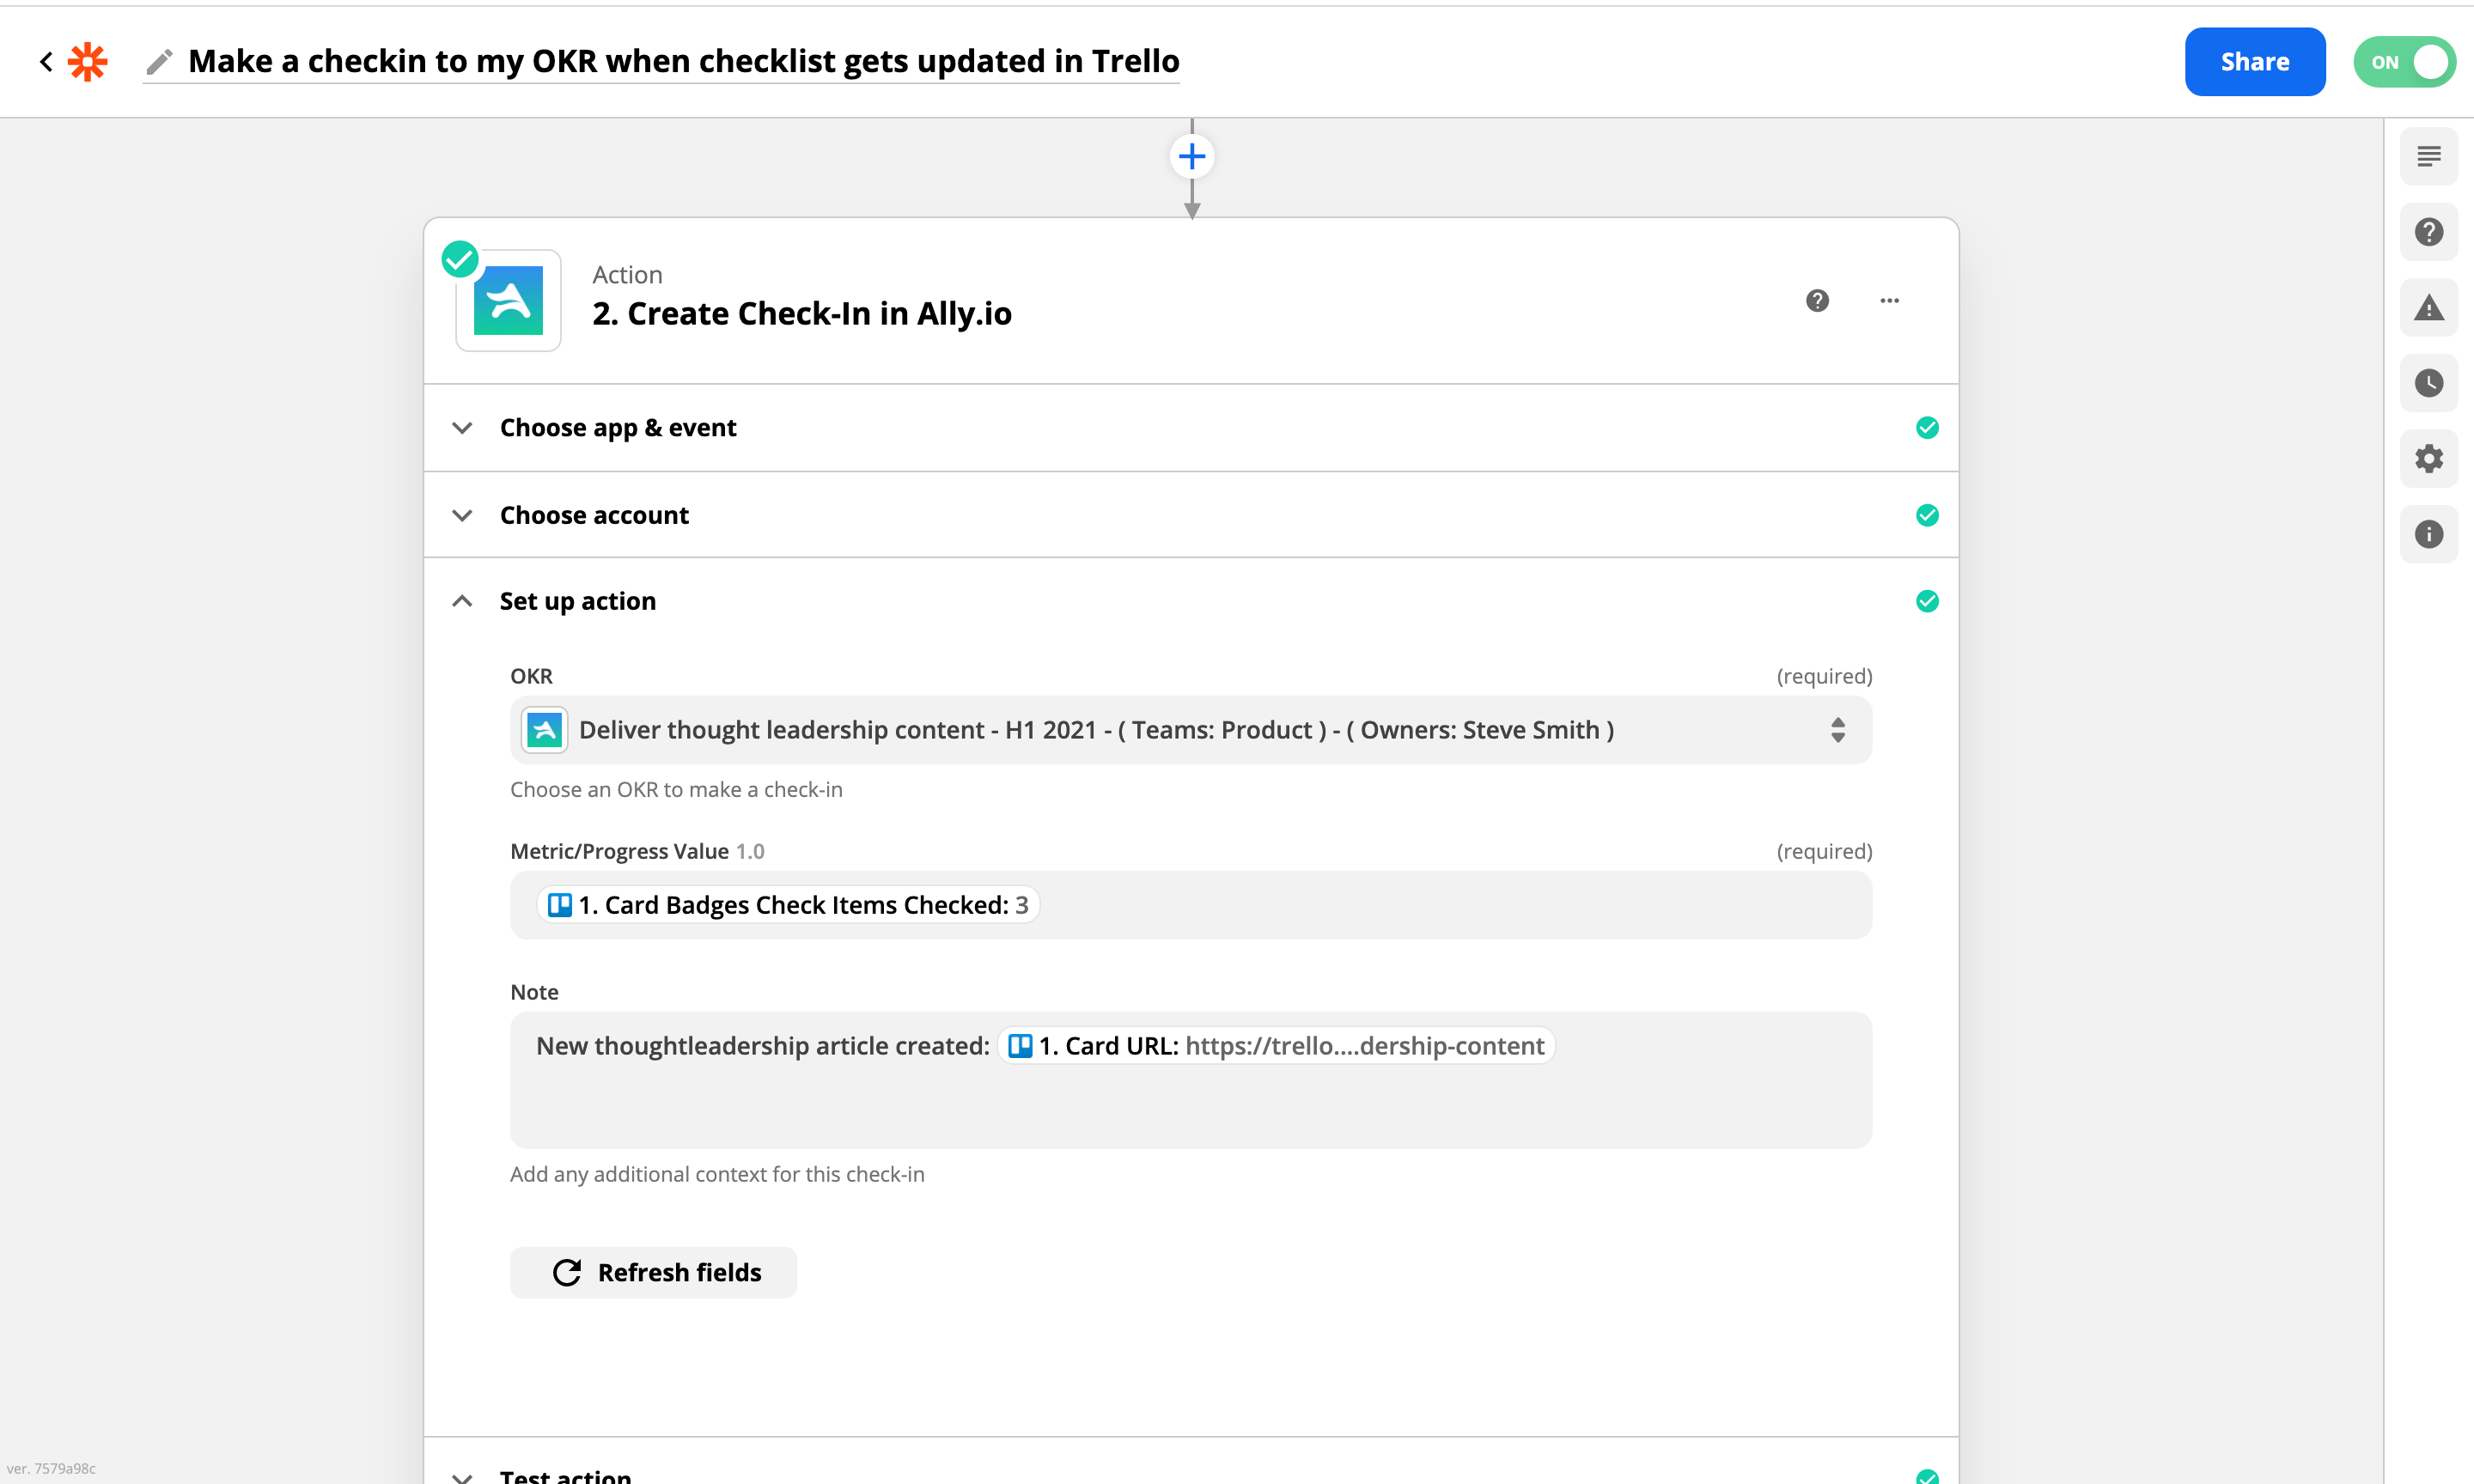 Make a checkin to my OKR when checklist gets updated in Trello
Share
ON
Action
2. Create Check-In in Ally.io
Choose app & event
Choose account
Set up action
OKR (required)
Deliver thought leadership content - H1 2021 - ( Teams: Product ) - ( Owners: Steve Smith )
Choose an OKR to make a check-in
Metric/Progress Value 1.0 (required)
1. Card Badges Check Items Checked: 3
Note
New thoughtleadership article created: 1. Card URL: https://trello....dership-content
Add any additional context for this check-in
Refresh fields
Test action
ver. 7579a98c